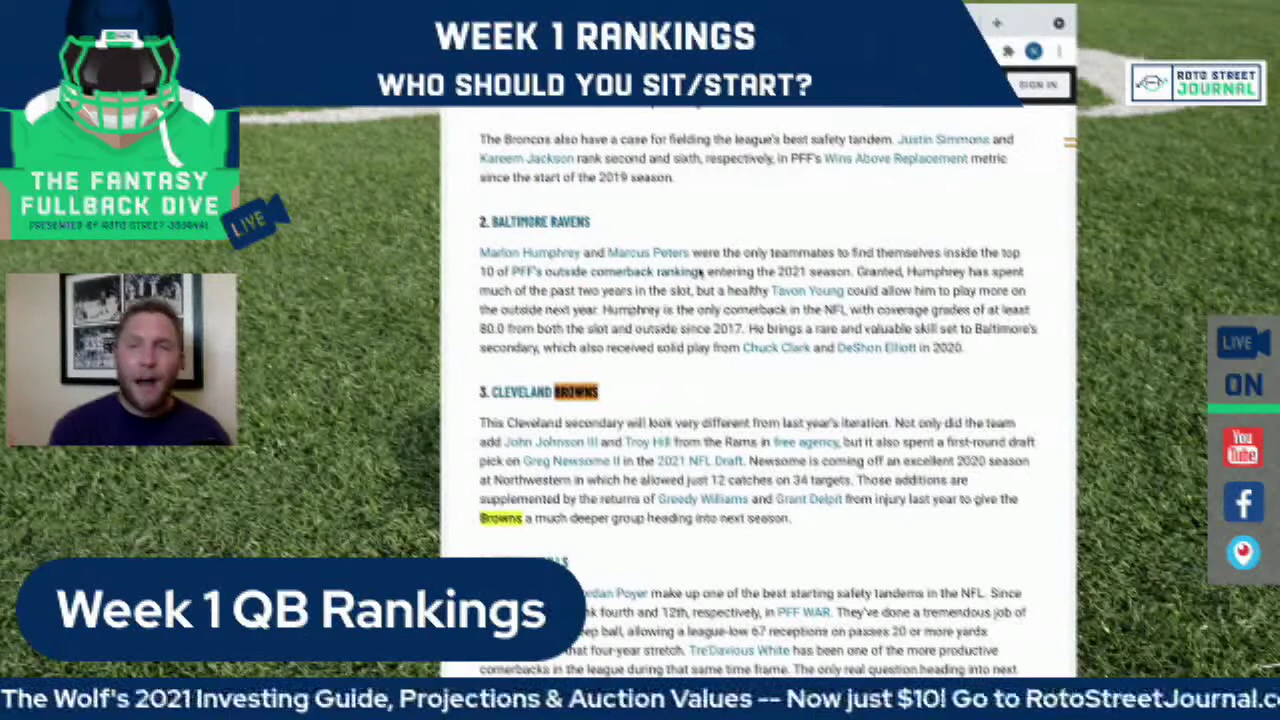 WEEK 1 RANKINGS
WHO SHOULD YOU SIT/START?
SIGN IN
ROTO STREET
JOURNAL
THE FANTASY
FULLBACK DIVE
PRESENTED BY ROTO STREET JOURNAL
LIVE
The Broncos also have a case for fielding the league's best safety tandem. Justin Simmons and
Kareem Jackson rank second and sixth, respectively, in PFF's Wins Above Replacement metric
since the start of the 2019 season.
2. BALTIMORE RAVENS
Marlon Humphrey and Marcus Peters were the only teammates to find themselves inside the top
10 of PFF's outside cornerback rankings entering the 2021 season. Granted, Humphrey has spent
much of the past two years in the slot, but a healthy Tavon Young could allow him to play more on
the outside next year. Humphrey is the only cornerback in the NFL with coverage grades of at least
80.0 from both the slot and outside since 2017. He brings a rare and valuable skill set to Baltimore's
secondary, which also received solid play from Chuck Clark and DeShon Elliott in 2020.
3. CLEVELAND BROWNS
This Cleveland secondary will look very different from last year's iteration. Not only did the team
add John Johnson III and Troy Hill from the Rams in free agency, but it also spent a first-round draft
pick on Greg Newsome II in the 2021 NFL Draft. Newsome is coming off an excellent 2020 season
at Northwestern in which he allowed just 12 catches on 34 targets. Those additions are
supplemented by the returns of Greedy Williams and Grant Delpit from injury last year to give the
Browns a much deeper group heading into next season.
Poyer make up one of the best starting safety tandems in the NFL. Since
fourth and 12th, respectively, in PFF WAR. They've done a tremendous job of
ball, allowing a league-low 67 receptions on passes 20 or more yards
that four-year stretch. Tre'Davious White has been one of the more productive
cornerbacks in the league during that same time frame. The only real question heading into next
LIVE
ON
You
Tube
Week 1 QB Rankings
The Wolf's 2021 Investing Guide, Projections & Auction Values -- Now just $10! Go to RotoStreetJournal.c